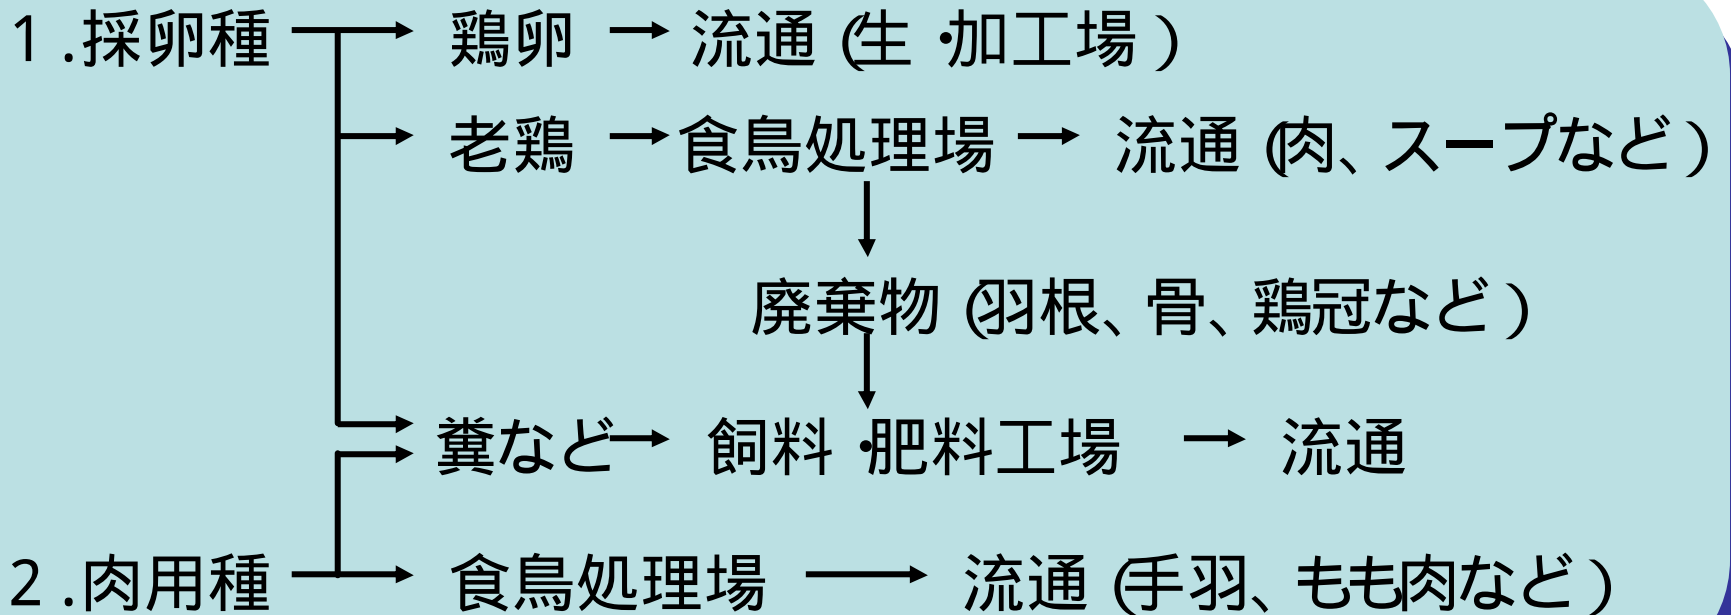 1.採卵種 → 鶏卵 → 流通(生・加工場)
老鶏 → 食鳥処理場 → 流通(肉、スープなど)
廃棄物(羽根、骨、鶏冠など)
糞など → 飼料・肥料工場 → 流通
2.肉用種 → 食鳥処理場 → 流通(手羽、もも肉など)